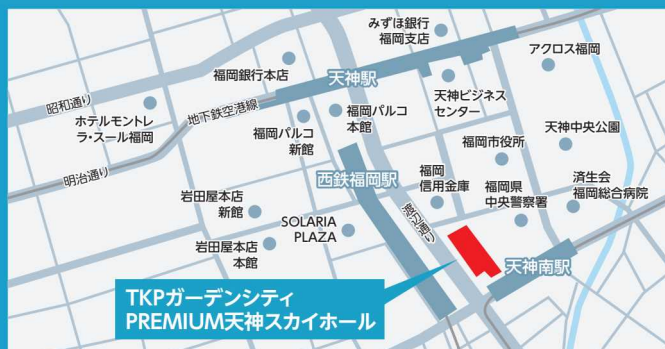 みずほ銀行
福岡支店
アクロス福岡
福岡銀行本店
天神駅
昭和通り
地下鉄空港線
ホテルモントレ
ラ・スール福岡
福岡パルコ
新館
福岡パルコ
本館
天神ビジネス
センター
天神中央公園
福岡市役所
明治通り
西鉄福岡駅
福岡
信用金庫
福岡県
中央警察署
済生会
福岡総合病院
岩田屋本店
新館
SOLARIA
PLAZA
渡辺通り
岩田屋本店
本館
天神南駅
TKPガーデンシティ
PREMIUM天神スカイホール